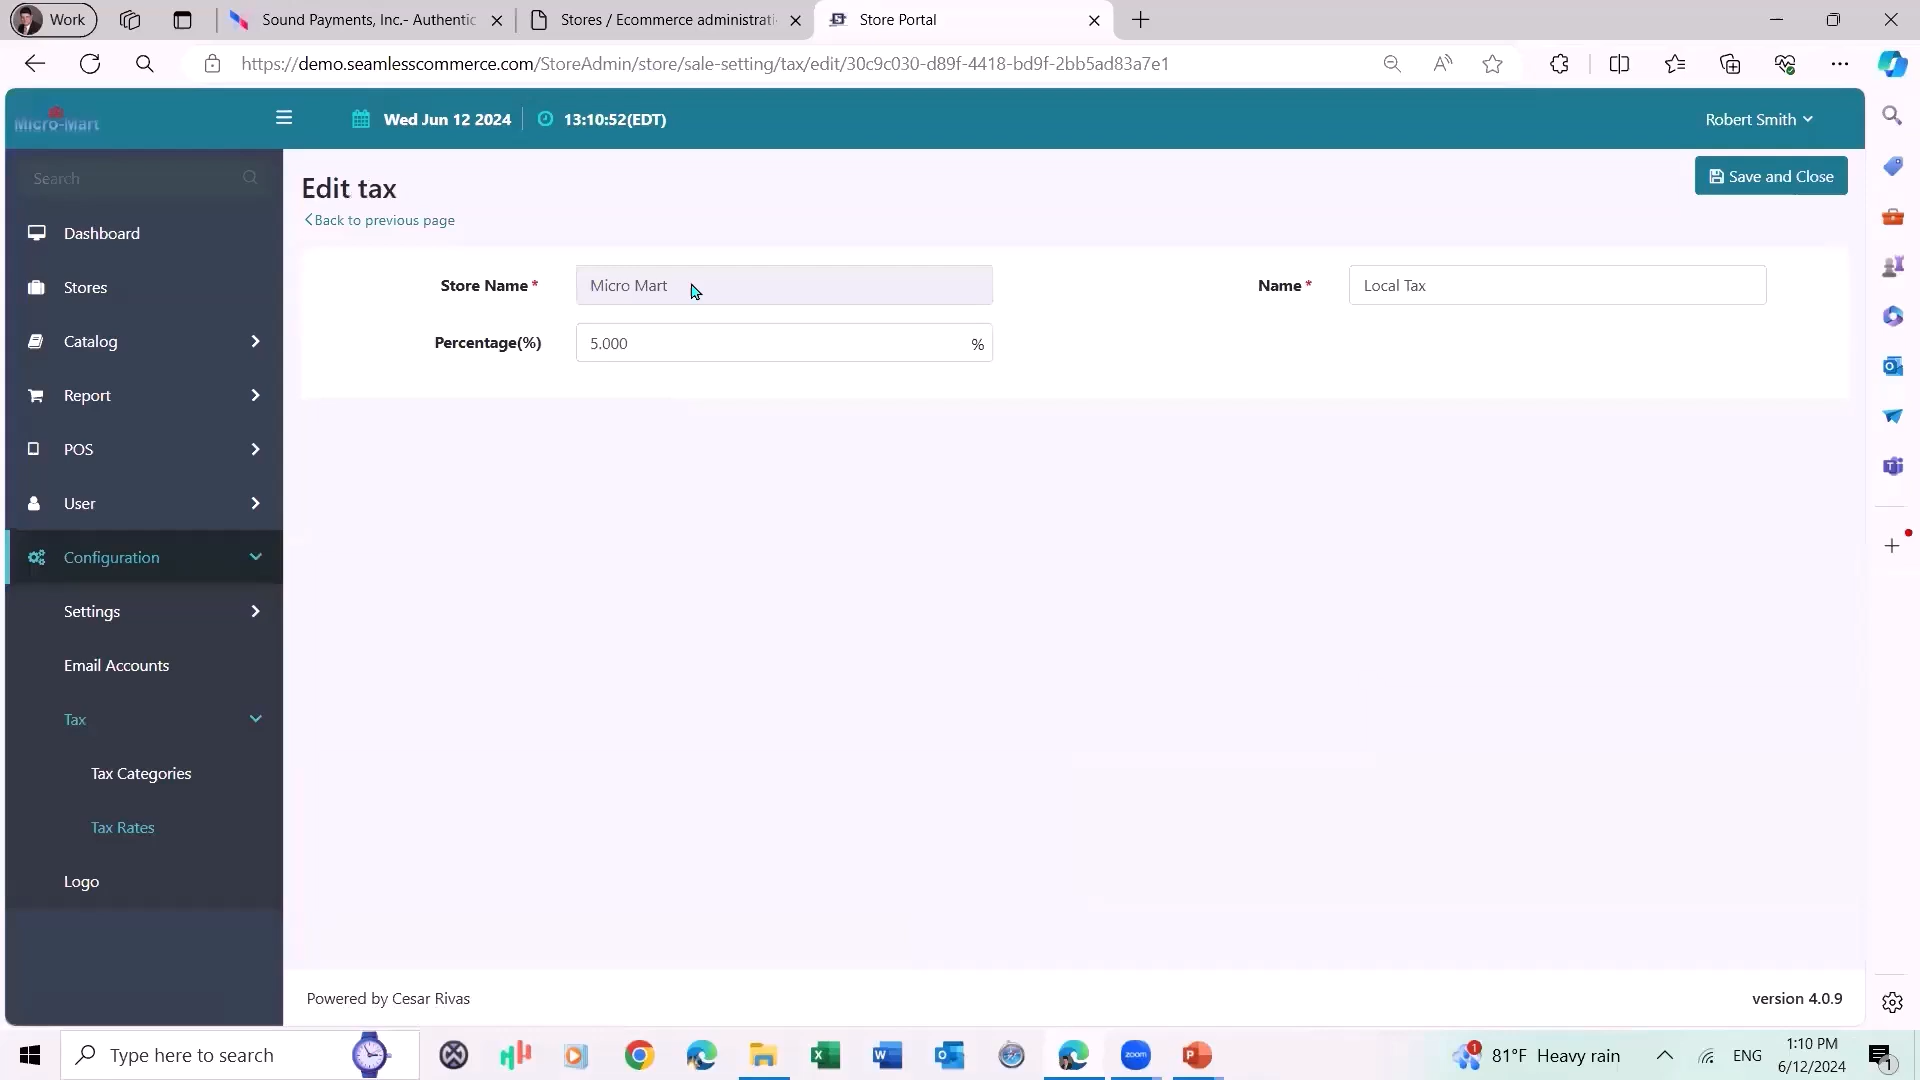 Work
Sound Payments, Inc.- Authentic
Stores / Ecommerce administrati
Store Portal
https://demo.seamlesscommerce.com/StoreAdmin/store/sale-setting/tax/edit/30c9c030-d89f-4418-bd9f-2bb5ad83a7e1
Micro-Mart
Wed Jun 12 2024
13:10:52(EDT)
Robert Smith
Search
Edit tax
Save and Close
Back to previous page
Dashboard
Store Name*
Micro Mart
Name*
Local Tax
Stores
Percentage(%)
5.000
%
Catalog
Report
POS
User
Configuration
Settings
Email Accounts
Tax
Tax Categories
Tax Rates
Logo
Powered by Cesar Rivas
version 4.0.9
Type here to search
zoom
1
81°F Heavy rain
ENG
1:10 PM
6/12/2024
1